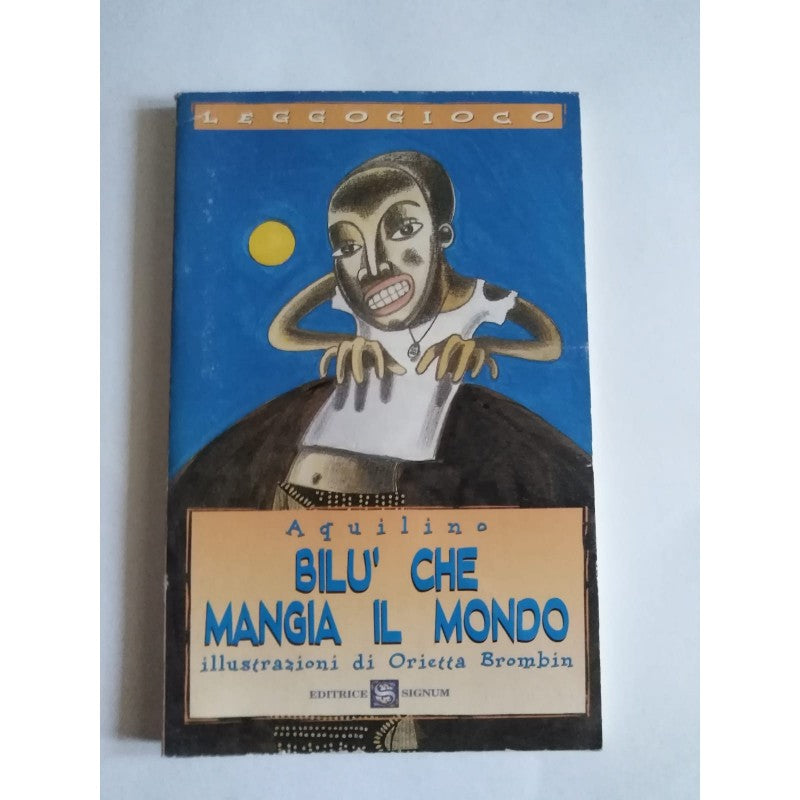 LEGGOGIOCO
Aquilino
BILU' CHE
MANGIA IL MONDO
illustrazioni di Orietta Brombin
EDITRICE S SIGNUM